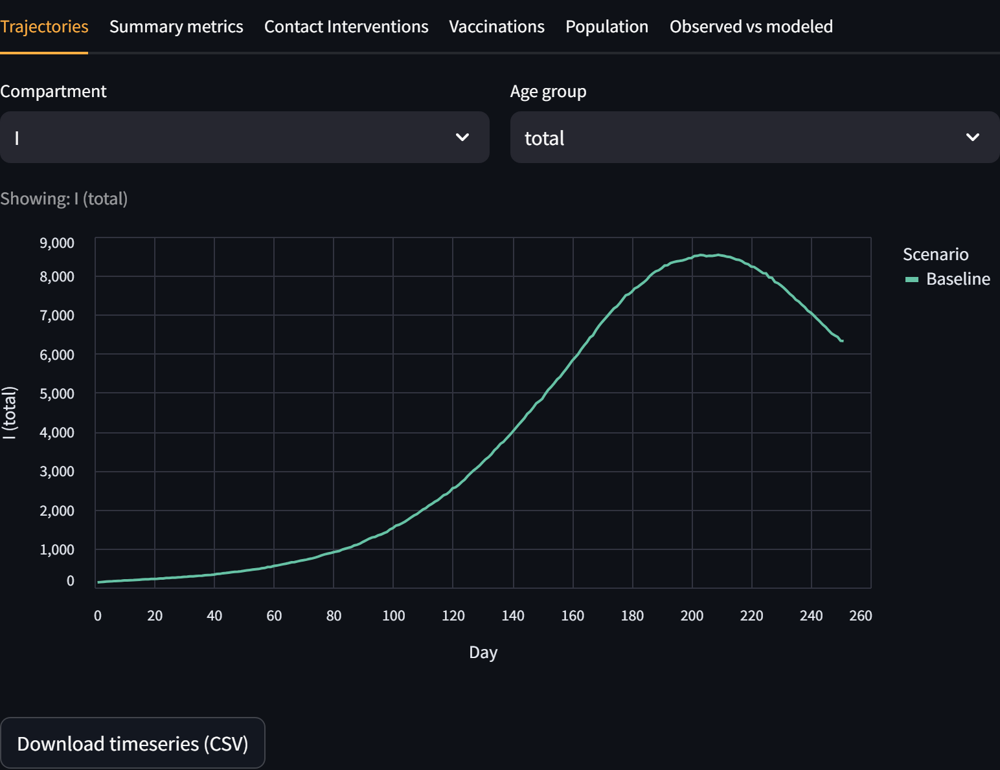 Trajectories Summary metrics Contact Interventions Vaccinations Population Observed vs modeled
Compartment Age group
I total
Showing: I (total)
9,000
8,000
7,000
6,000
5,000
4,000
3,000
2,000
1,000
0
I (total)
0 20 40 60 80 100 120 140 160 180 200 220 240 260
Day
Scenario
Baseline
Download timeseries (CSV)